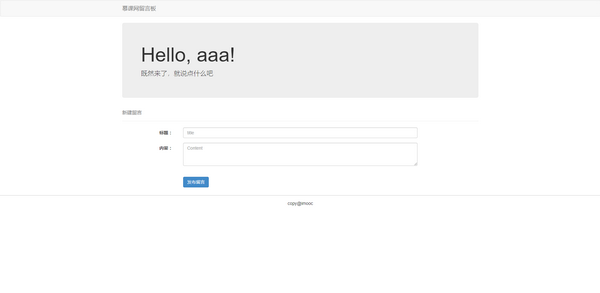 慕课网留言板
Hello, aaa!
既然来了，就说点什么吧
新建留言
标题：
title
内容：
Content
发布留言
copy@imooc